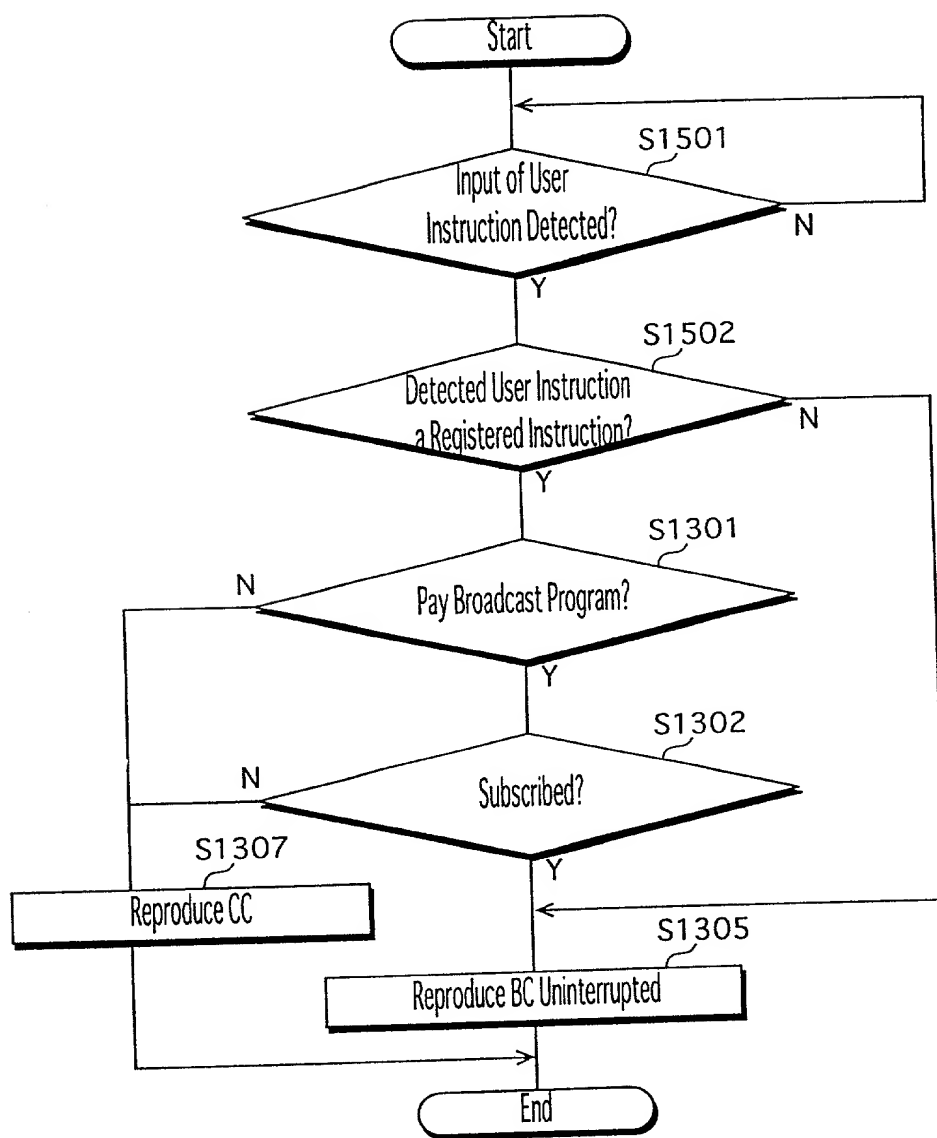 Start
S1501
Input of User
Instruction Detected?
N
Y
S1502
Detected User Instruction
a Registered Instruction?
N
Y
S1301
N
Pay Broadcast Program?
Y
S1302
N
Subscribed?
Y
S1307
Reproduce CC
S1305
Reproduce BC Uninterrupted
End